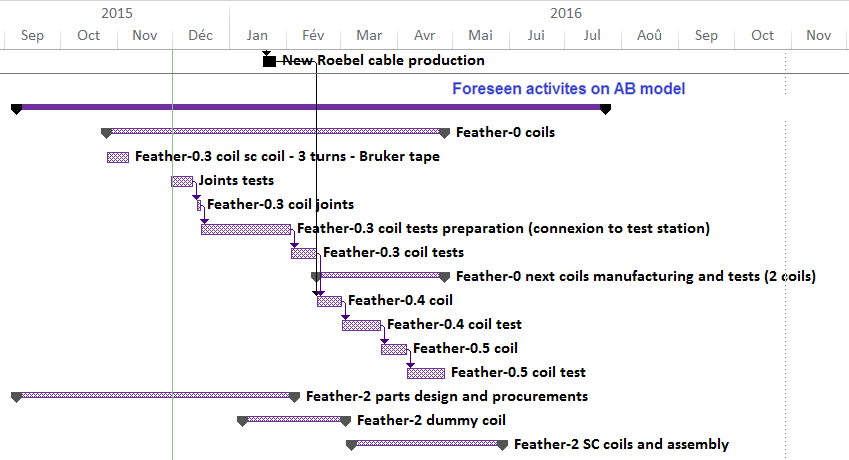 2015 2016
Sep Oct Nov Déc Jan Fév Mar Avr Mai Jui Jul Aoû Sep Oct Nov
New Roebel cable production
Foreseen activites on AB model
Feather-0 coils
Feather-0.3 coil sc coil - 3 turns - Bruker tape
Joints tests
Feather-0.3 coil joints
Feather-0.3 coil tests preparation (connexion to test station)
Feather-0.3 coil tests
Feather-0 next coils manufacturing and tests (2 coils)
Feather-0.4 coil
Feather-0.4 coil test
Feather-0.5 coil
Feather-0.5 coil test
Feather-2 parts design and procurements
Feather-2 dummy coil
Feather-2 SC coils and assembly